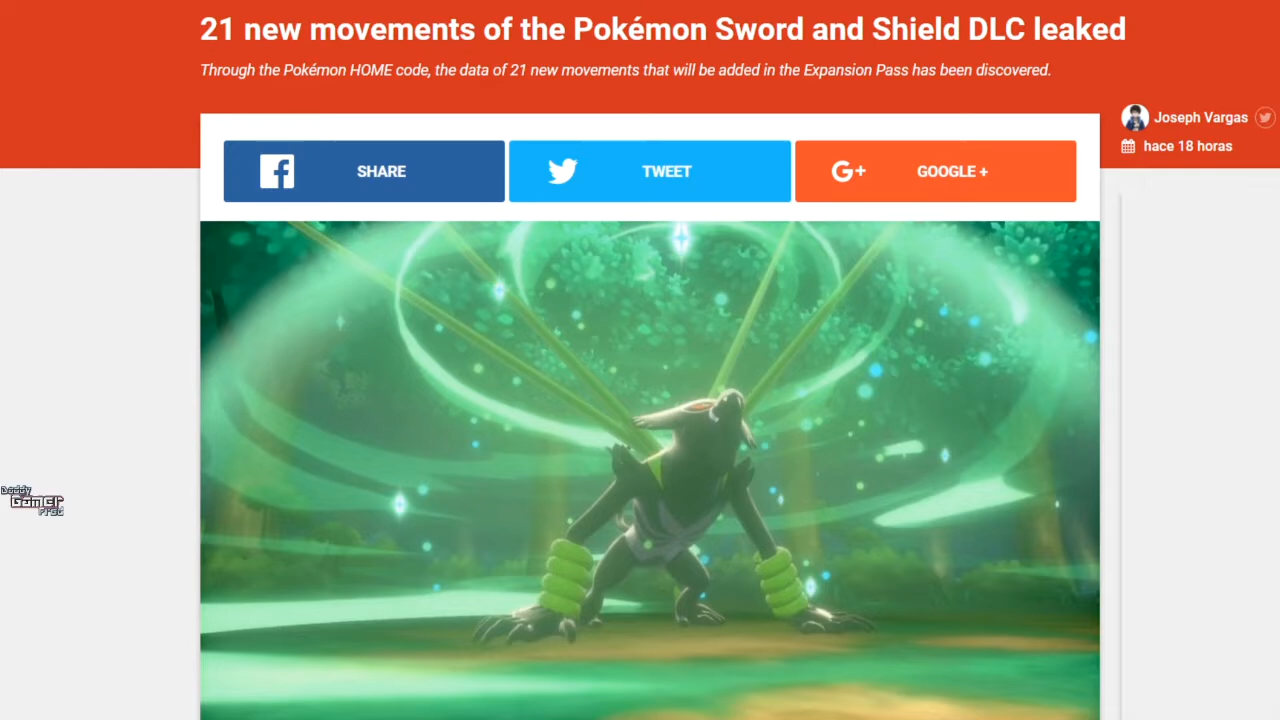 21 new movements of the Pokémon Sword and Shield DLC leaked
Through the Pokémon HOME code, the data of 21 new movements that will be added in the Expansion Pass has been discovered.
Joseph Vargas
hace 18 horas
SHARE
TWEET
G+ GOOGLE +
Daddy
GamEr
Fr3d